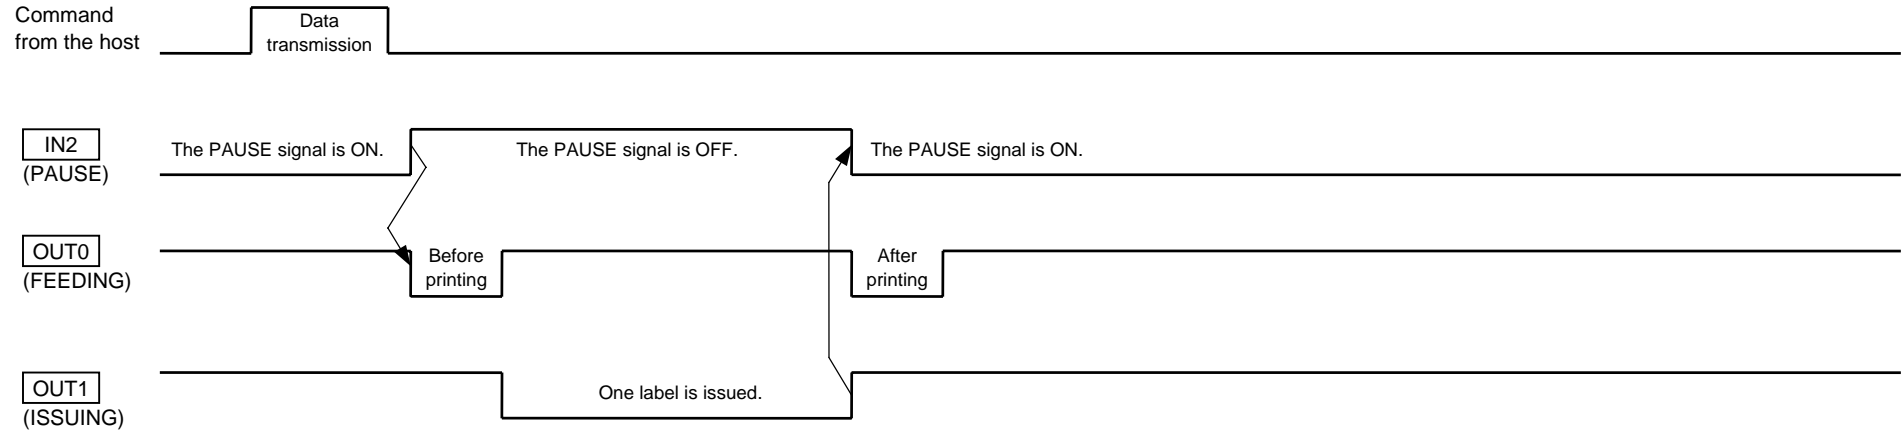 Command
from the host
Data
transmission
IN2
(PAUSE)
The PAUSE signal is ON.
The PAUSE signal is OFF.
The PAUSE signal is ON.
OUT0
(FEEDING)
Before
printing
After
printing
OUT1
(ISSUING)
One label is issued.